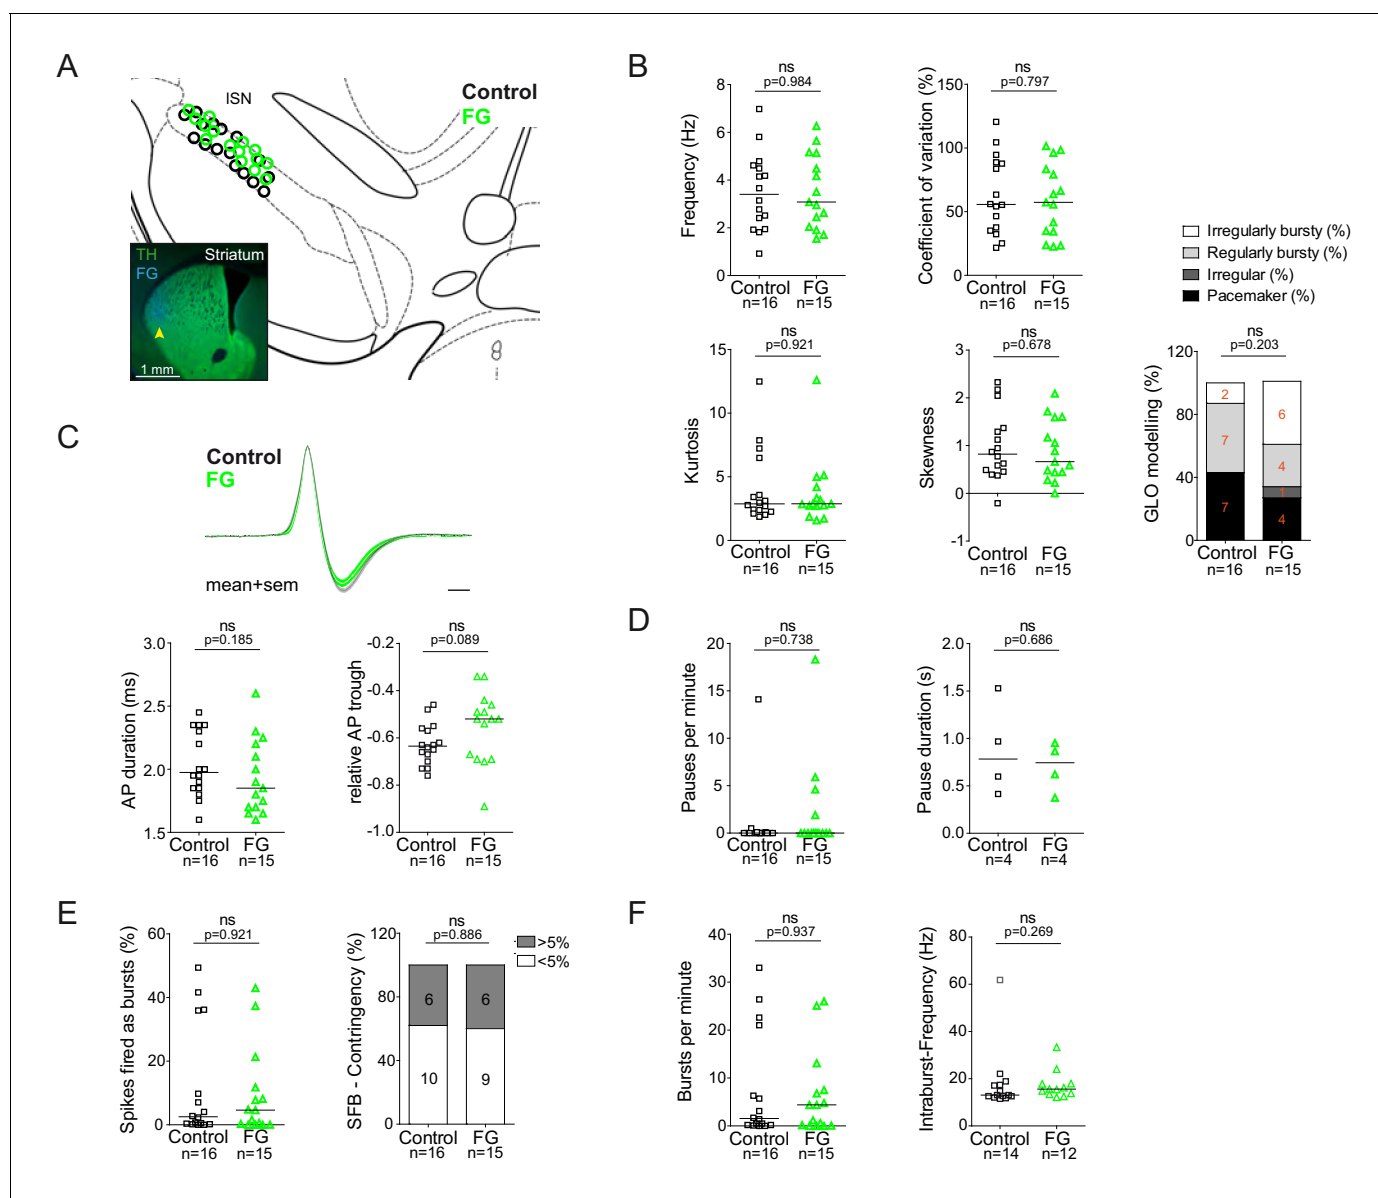 A
ISN
Control
FG
TH
FG
Striatum
1 mm
B
ns
p=0.984
Frequency (Hz)
8
6
4
2
0
Control
n=16
FG
n=15
ns
p=0.797
Coefficient of variation (%)
150
100
50
0
Control
n=16
FG
n=15
Irregularly bursty (%)
Regularly bursty (%)
Irregular (%)
Pacemaker (%)
ns
p=0.921
Kurtosis
15
10
5
0
Control
n=16
FG
n=15
ns
p=0.678
Skewness
3
2
1
0
-1
Control
n=16
FG
n=15
ns
p=0.203
GLO modelling (%)
120
80
40
0
2
7
7
6
4
1
4
Control
n=16
FG
n=15
C
Control
FG
mean+sem
ns
p=0.185
AP duration (ms)
3.0
2.5
2.0
1.5
Control
n=16
FG
n=15
ns
p=0.089
relative AP trough
-0.2
-0.4
-0.6
-0.8
-1.0
Control
n=16
FG
n=15
D
ns
p=0.738
Pauses per minute
20
15
10
5
0
Control
n=16
FG
n=15
ns
p=0.686
Pause duration (s)
2.0
1.5
1.0
0.5
0.0
Control
n=4
FG
n=4
E
ns
p=0.921
Spikes fired as bursts (%)
60
40
20
0
Control
n=16
FG
n=15
ns
p=0.886
SFB - Contringency (%)
120
80
40
0
6
10
6
9
>5%
<5%
Control
n=16
FG
n=15
F
ns
p=0.937
Bursts per minute
40
30
20
10
0
Control
n=16
FG
n=15
ns
p=0.269
Intraburst-Frequency (Hz)
80
60
40
20
0
Control
n=14
FG
n=12